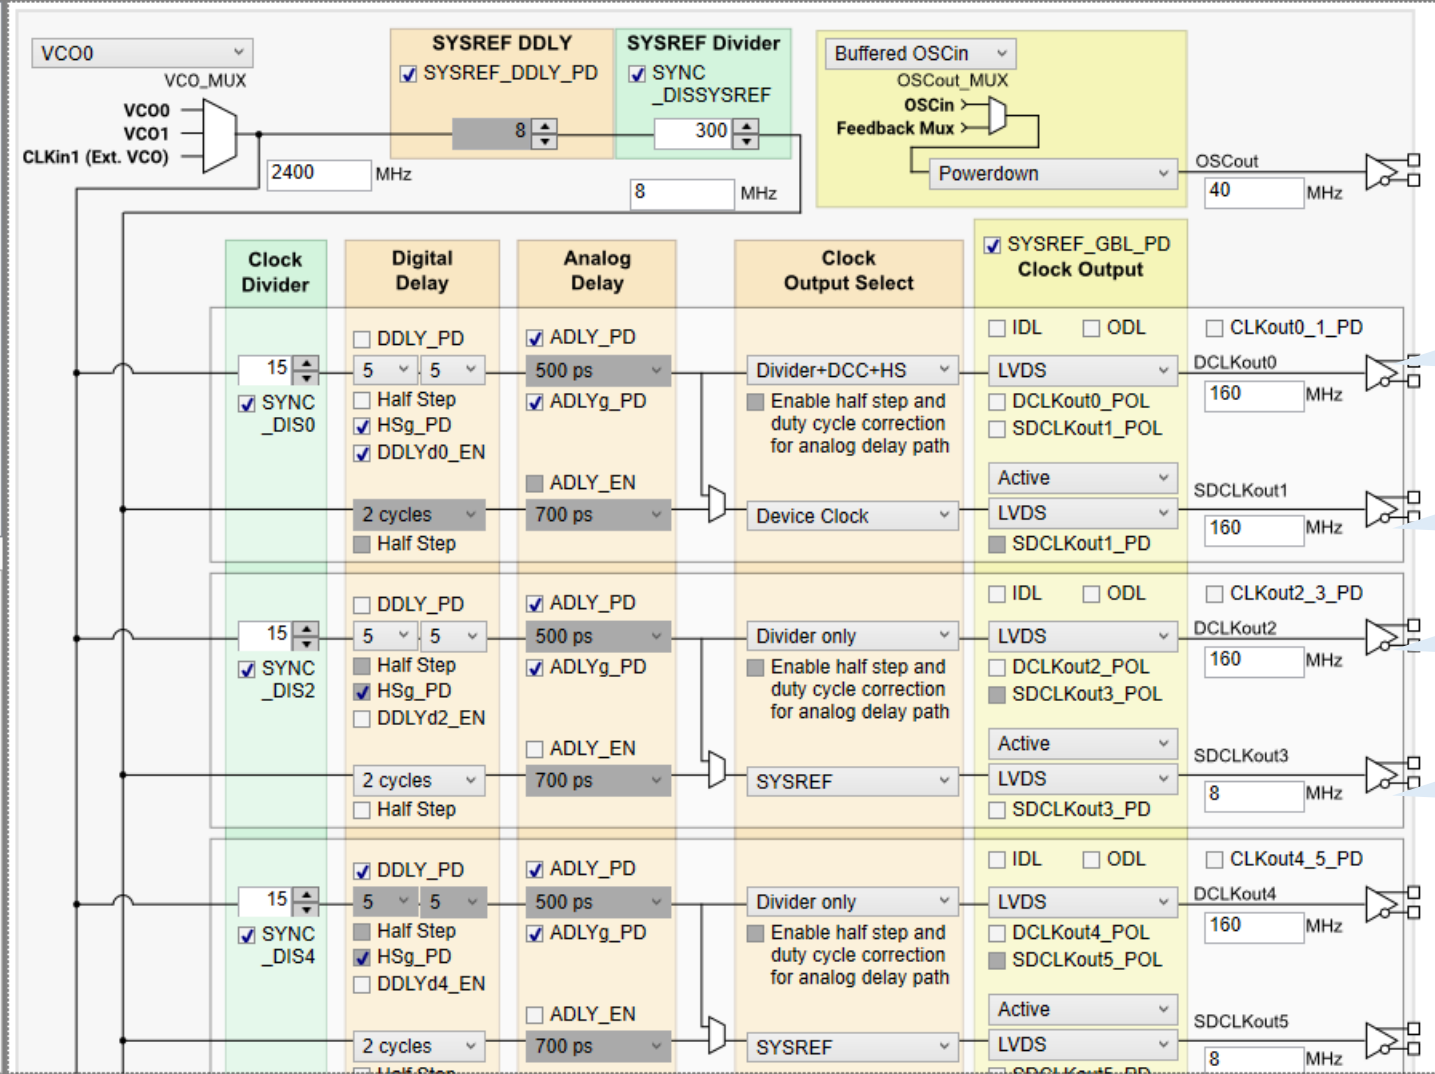 VCO0
VCO_MUX
VCO0
VCO1
CLKin1 (Ext. VCO)
2400 MHz
SYSREF DDLY
SYSREF_DDLY_PD
8
SYSREF Divider
SYNC
_DISSYSREF
300
8 MHz
Buffered OSCin
OSCout_MUX
OSCin
Feedback Mux
Powerdown
OSCout
40 MHz
Clock
Divider
Digital
Delay
Analog
Delay
Clock
Output Select
SYSREF_GBL_PD
Clock Output
15
SYNC
_DIS0
DDLY_PD
5 5
Half Step
HSg_PD
DDLYd0_EN
2 cycles
Half Step
ADLY_PD
500 ps
ADLYg_PD
ADLY_EN
700 ps
Divider+DCC+HS
Enable half step and
duty cycle correction
for analog delay path
Device Clock
IDL ODL CLKout0_1_PD
LVDS
DCLKout0_POL
SDCLKout1_POL
Active
LVDS
SDCLKout1_PD
DCLKout0
160 MHz
SDCLKout1
160 MHz
15
SYNC
_DIS2
DDLY_PD
5 5
Half Step
HSg_PD
DDLYd2_EN
2 cycles
Half Step
ADLY_PD
500 ps
ADLYg_PD
ADLY_EN
700 ps
Divider only
Enable half step and
duty cycle correction
for analog delay path
SYSREF
IDL ODL CLKout2_3_PD
LVDS
DCLKout2_POL
SDCLKout3_POL
Active
LVDS
SDCLKout3_PD
DCLKout2
160 MHz
SDCLKout3
8 MHz
15
SYNC
_DIS4
DDLY_PD
5 5
Half Step
HSg_PD
DDLYd4_EN
2 cycles
Half Step
ADLY_PD
500 ps
ADLYg_PD
ADLY_EN
700 ps
Divider only
Enable half step and
duty cycle correction
for analog delay path
SYSREF
IDL ODL CLKout4_5_PD
LVDS
DCLKout4_POL
SDCLKout5_POL
Active
LVDS
SDCLKout5_PD
DCLKout4
160 MHz
SDCLKout5
8 MHz